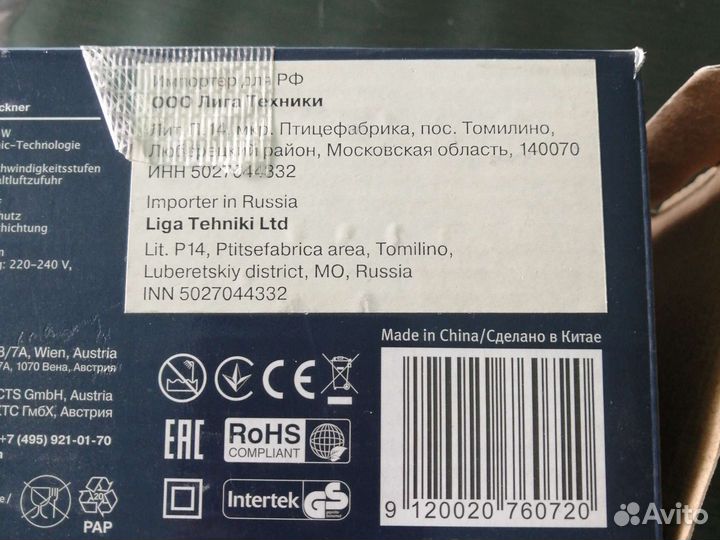 Импортер для РФ
ООО Лига Техники
Лит. П.14, мкр. Птицефабрика, пос. Томилино,
Люберецкий район, Московская область, 140070
ИНН 5027044332
Importer in Russia
Liga Tehniki Ltd
Lit. P14, Ptitsefabrica area, Tomilino,
Luberetskiy district, MO, Russia
INN 5027044332
ckner
W
ic-Technologie
hwindigkeitsstufen
altluftzufuhr
hutz
hichtung
g: 220–240 V,
3/7A, Wien, Austria
7A, 1070 Вена, Австрия
CTS GmbH, Austria
КТС ГмбХ, Австрия
+7 (495) 921-01-70
Made in China/Сделано в Китае
CE
EAC
RoHS
COMPLIANT
Intertek
GS
20
PAP
9 120020 760720
Avito